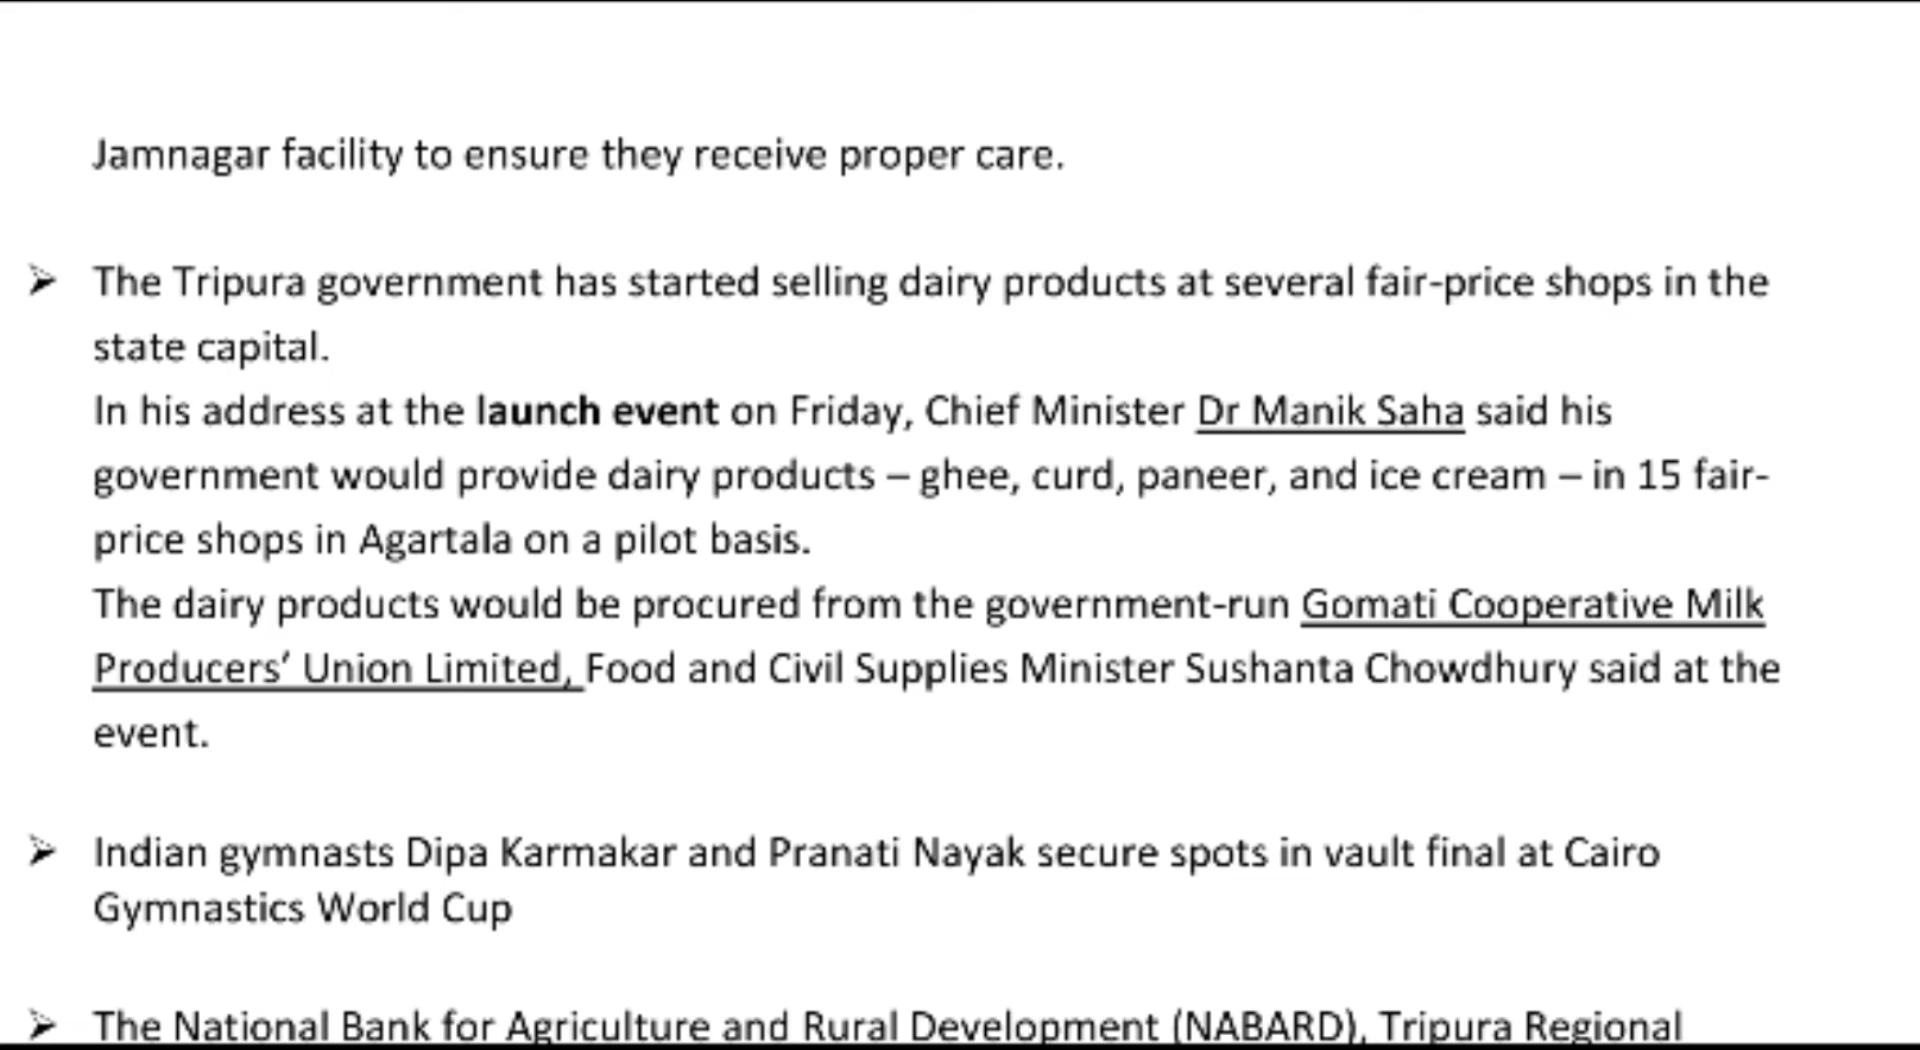 Jamnagar facility to ensure they receive proper care.
➢ The Tripura government has started selling dairy products at several fair-price shops in the
state capital.
In his address at the launch event on Friday, Chief Minister Dr Manik Saha said his
government would provide dairy products – ghee, curd, paneer, and ice cream – in 15 fair-
price shops in Agartala on a pilot basis.
The dairy products would be procured from the government-run Gomati Cooperative Milk
Producers’ Union Limited, Food and Civil Supplies Minister Sushanta Chowdhury said at the
event.
➢ Indian gymnasts Dipa Karmakar and Pranati Nayak secure spots in vault final at Cairo
Gymnastics World Cup
➢ The National Bank for Agriculture and Rural Development (NABARD), Tripura Regional